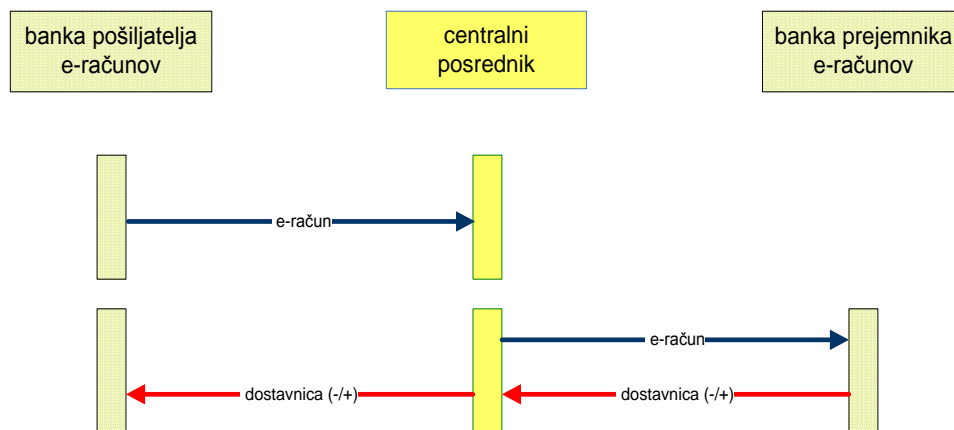 banka pošiljatelja
e-računov
centralni
posrednik
banka prejemnika
e-računov
e-račun
e-račun
dostavnica (-/+)
dostavnica (-/+)